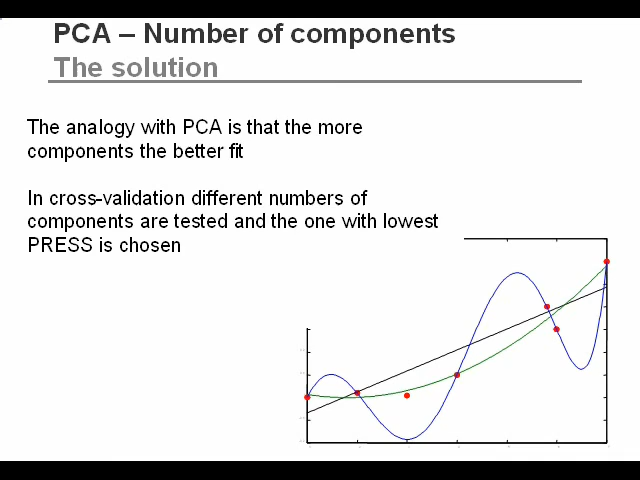 PCA – Number of components
The solution
The analogy with PCA is that the more
components the better fit
In cross-validation different numbers of
components are tested and the one with lowest
PRESS is chosen